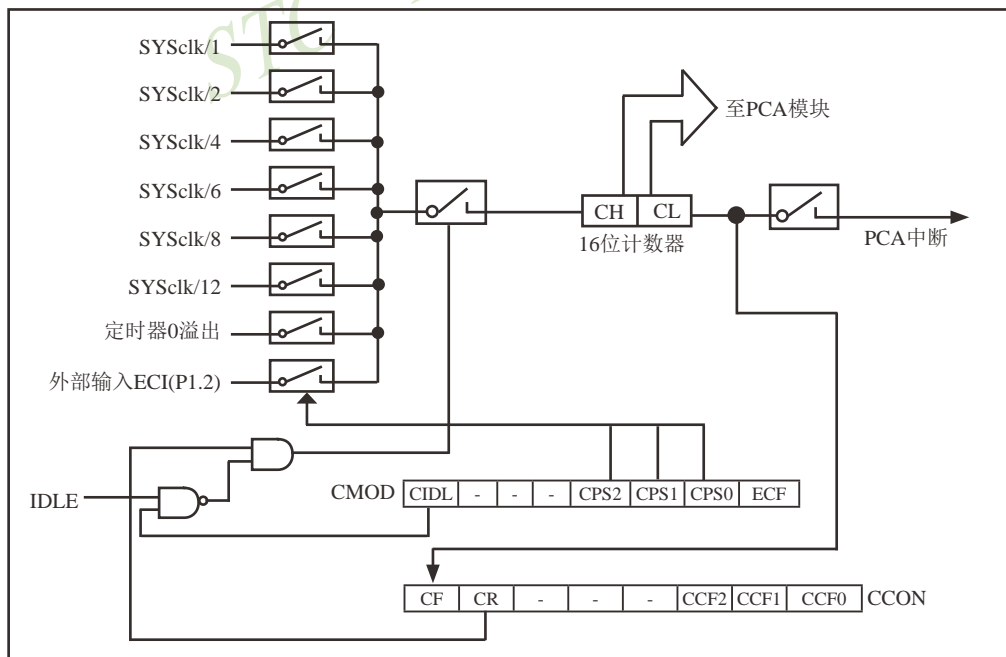 STC
SYSclk/1
SYSclk/2
SYSclk/4
SYSclk/6
SYSclk/8
SYSclk/12
定时器0溢出
外部输入ECI(P1.2)
至PCA模块
CH CL
16位计数器
PCA中断
IDLE
CMOD CIDL - - - CPS2 CPS1 CPS0 ECF
CF CR - - - CCF2 CCF1 CCF0 CCON